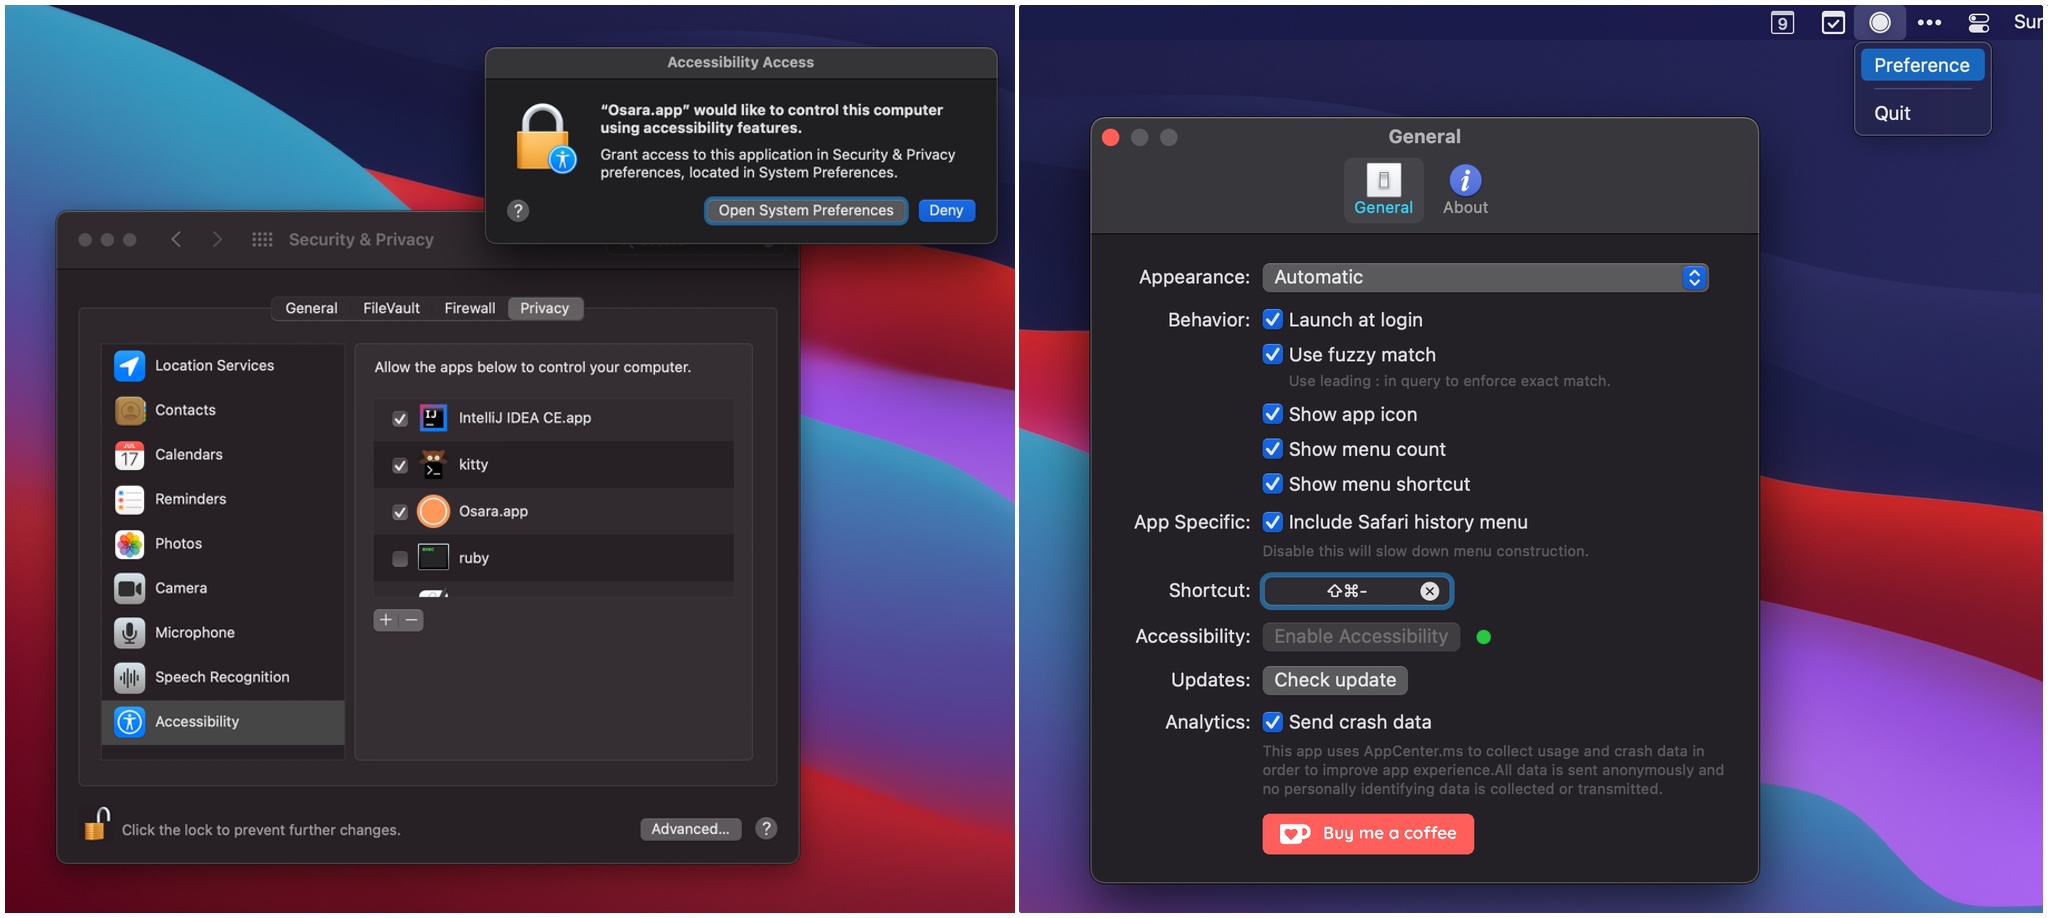 Accessibility Access
“Osara.app” would like to control this computer
using accessibility features.
Grant access to this application in Security & Privacy
preferences, located in System Preferences.
?
Open System Preferences
Deny
Security & Privacy
General
FileVault
Firewall
Privacy
Location Services
Contacts
JUL
17
Calendars
Reminders
Photos
Camera
Microphone
Speech Recognition
Accessibility
Allow the apps below to control your computer.
IJ
IntelliJ IDEA CE.app
kitty
Osara.app
exec
ruby
+ −
Click the lock to prevent further changes.
Advanced...
?
9
Sun
Preference
Quit
General
General
About
Appearance:
Automatic
Behavior:
Launch at login
Use fuzzy match
Use leading : in query to enforce exact match.
Show app icon
Show menu count
Show menu shortcut
App Specific:
Include Safari history menu
Disable this will slow down menu construction.
Shortcut:
⇧⌘-
Accessibility:
Enable Accessibility
Updates:
Check update
Analytics:
Send crash data
This app uses AppCenter.ms to collect usage and crash data in
order to improve app experience.All data is sent anonymously and
no personally identifying data is collected or transmitted.
Buy me a coffee